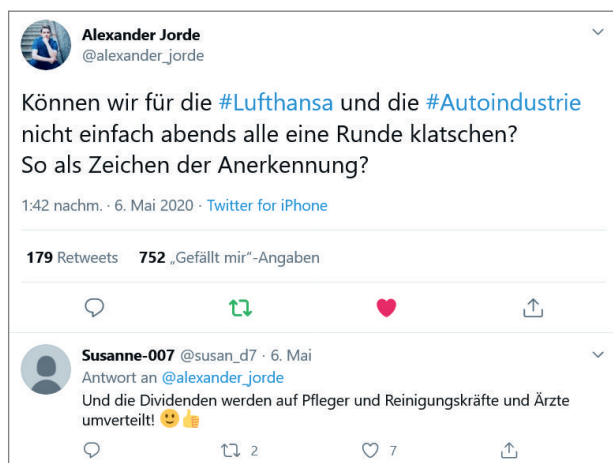 Alexander Jorde
@alexander_jorde
Können wir für die #Lufthansa und die #Autoindustrie
nicht einfach abends alle eine Runde klatschen?
So als Zeichen der Anerkennung?
1:42 nachm. · 6. Mai 2020 · Twitter for iPhone
179 Retweets 752 „Gefällt mir“-Angaben
Susanne-007 @susan_d7 · 6. Mai
Antwort an @alexander_jorde
Und die Dividenden werden auf Pfleger und Reinigungskräfte und Ärzte
umverteilt! 🙂👍
2 7